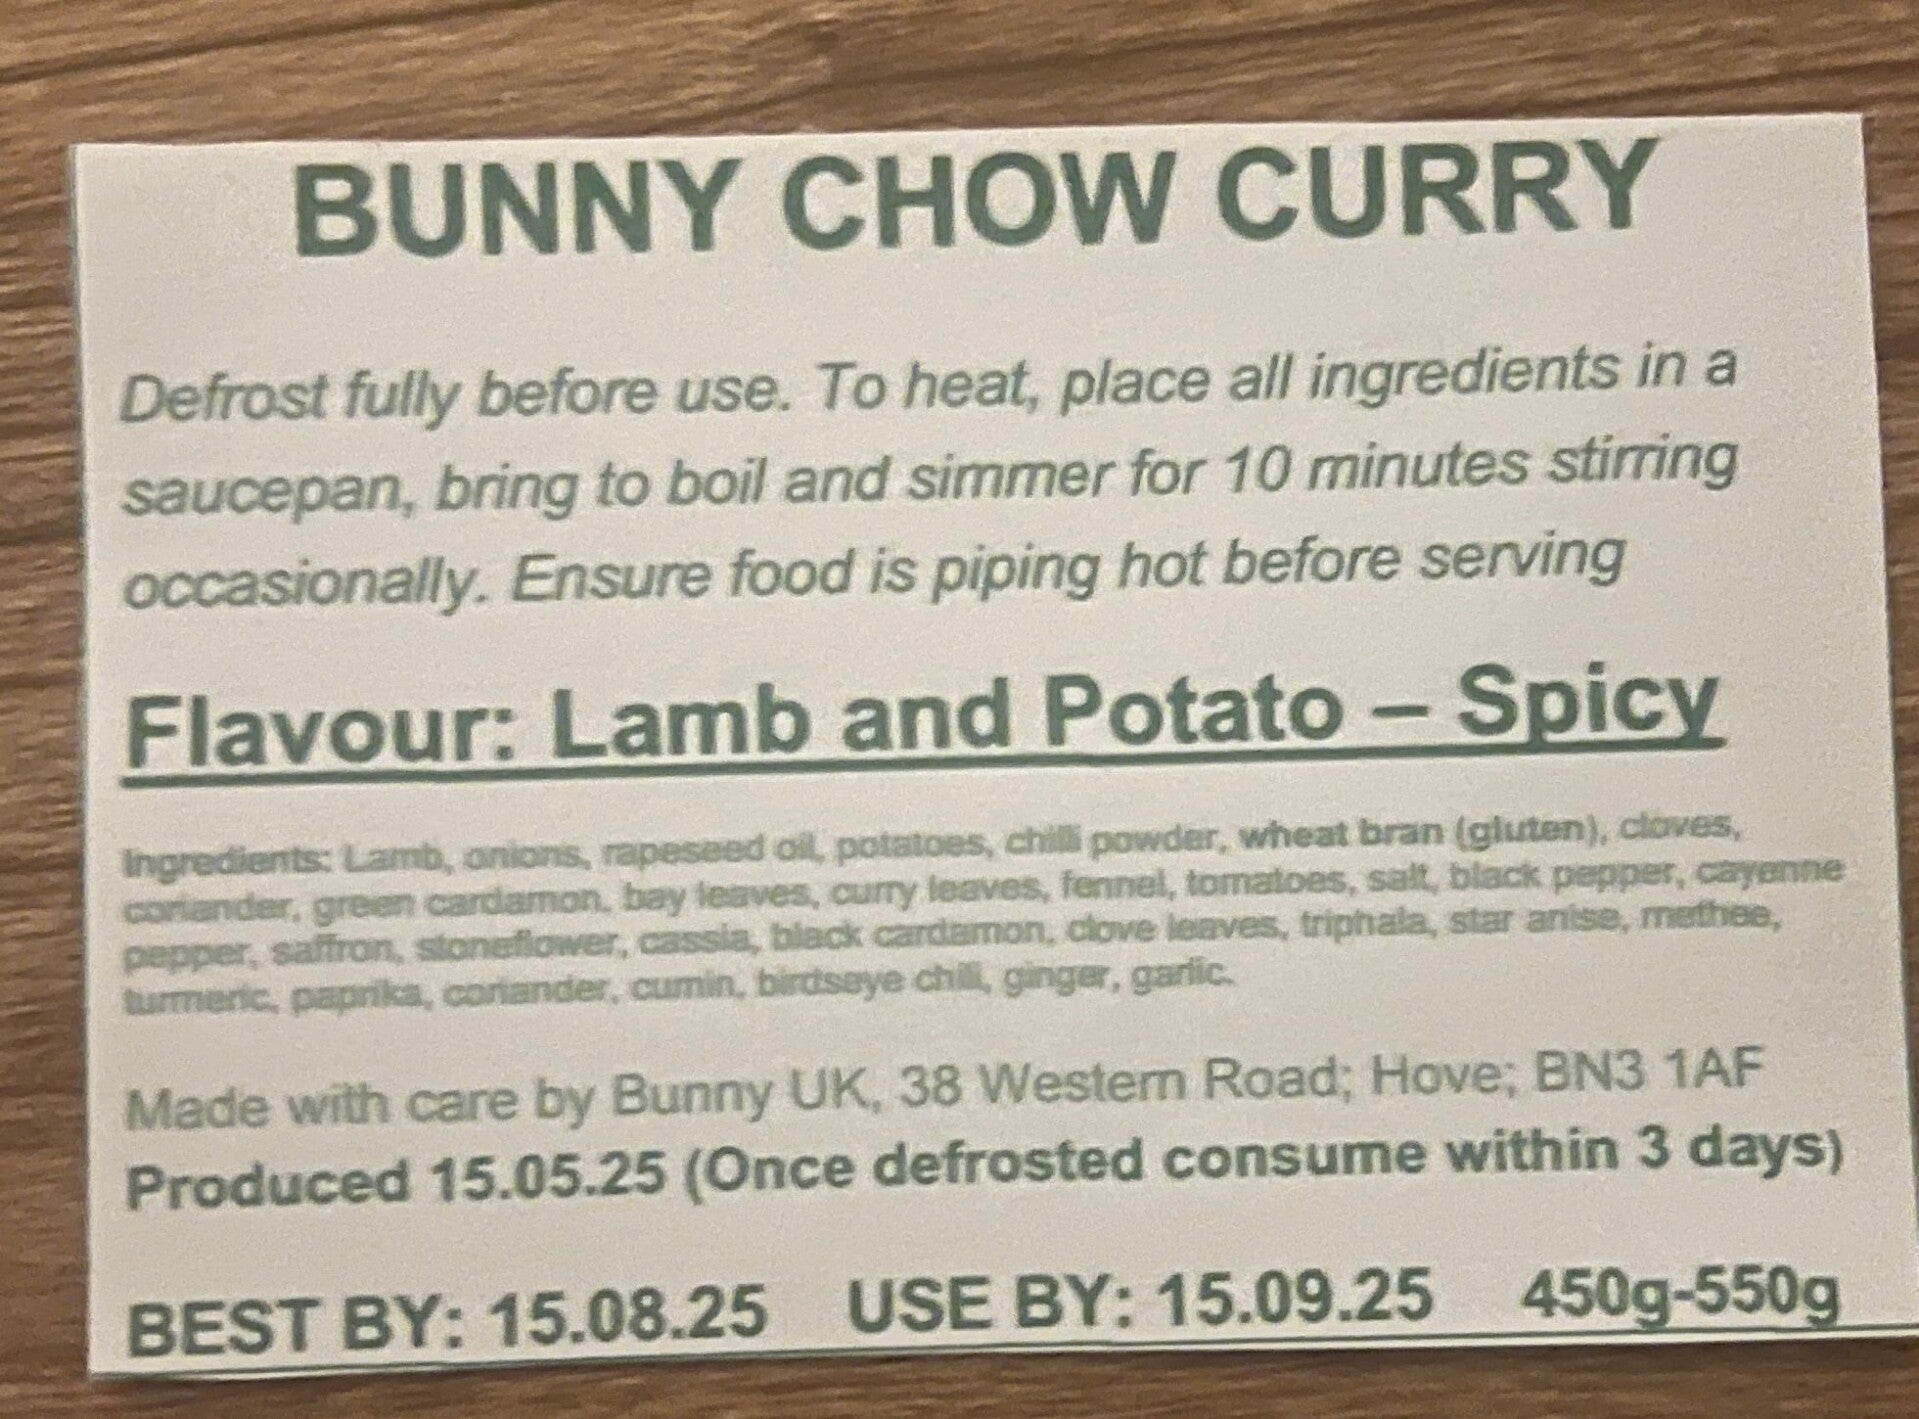 BUNNY CHOW CURRY
Defrost fully before use. To heat, place all ingredients in a
saucepan, bring to boil and simmer for 10 minutes stirring
occasionally. Ensure food is piping hot before serving
Flavour: Lamb and Potato – Spicy
Ingredients: Lamb, onions, rapeseed oil, potatoes, chilli powder, wheat bran (gluten), cloves,
coriander, green cardamon, bay leaves, curry leaves, fennel, tomatoes, salt, black pepper, cayenne
pepper, saffron, stoneflower, cassia, black cardamon, clove leaves, triphala, star anise, methee,
turmeric, paprika, coriander, cumin, birdseye chilli, ginger, garlic.
Made with care by Bunny UK, 38 Western Road; Hove; BN3 1AF
Produced 15.05.25 (Once defrosted consume within 3 days)
BEST BY: 15.08.25 USE BY: 15.09.25 450g-550g